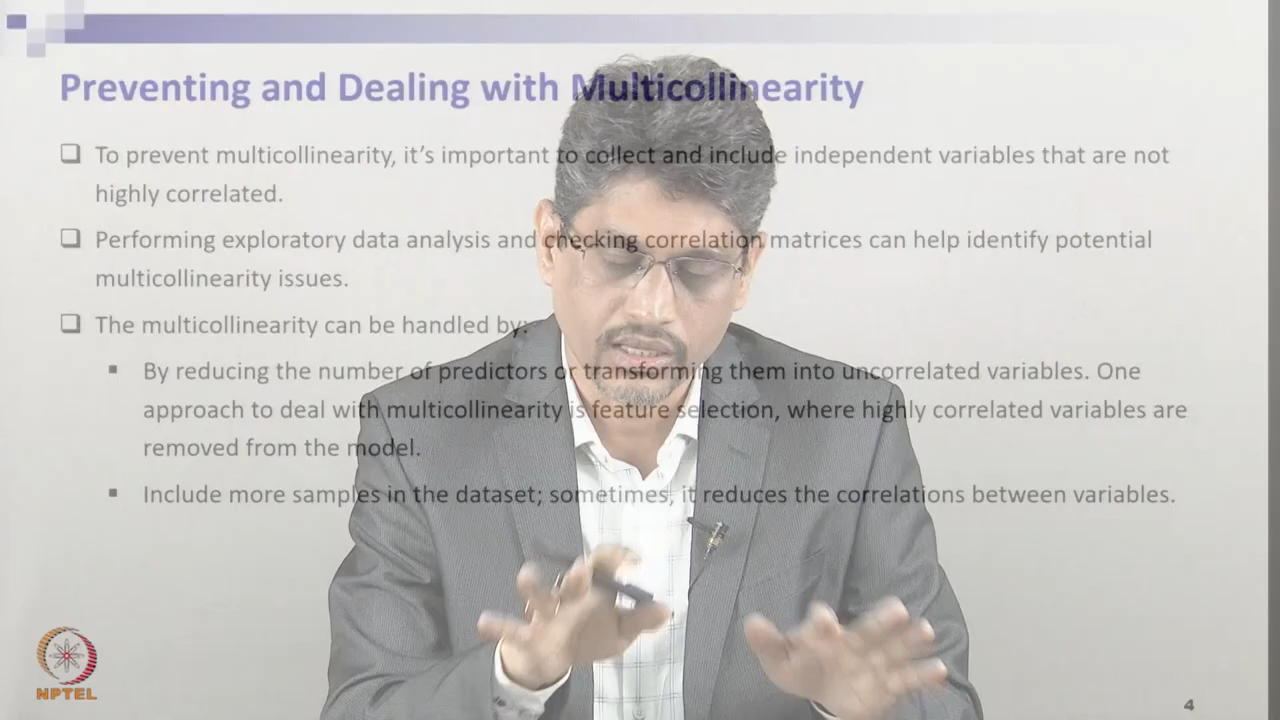 Preventing and Dealing with Multicollinearity
❑ To prevent multicollinearity, it’s important to collect and include independent variables that are not
highly correlated.
❑ Performing exploratory data analysis and checking correlation matrices can help identify potential
multicollinearity issues.
❑ The multicollinearity can be handled by:
▪ By reducing the number of predictors or transforming them into uncorrelated variables. One
approach to deal with multicollinearity is feature selection, where highly correlated variables are
removed from the model.
▪ Include more samples in the dataset; sometimes, it reduces the correlations between variables.
NPTEL
4